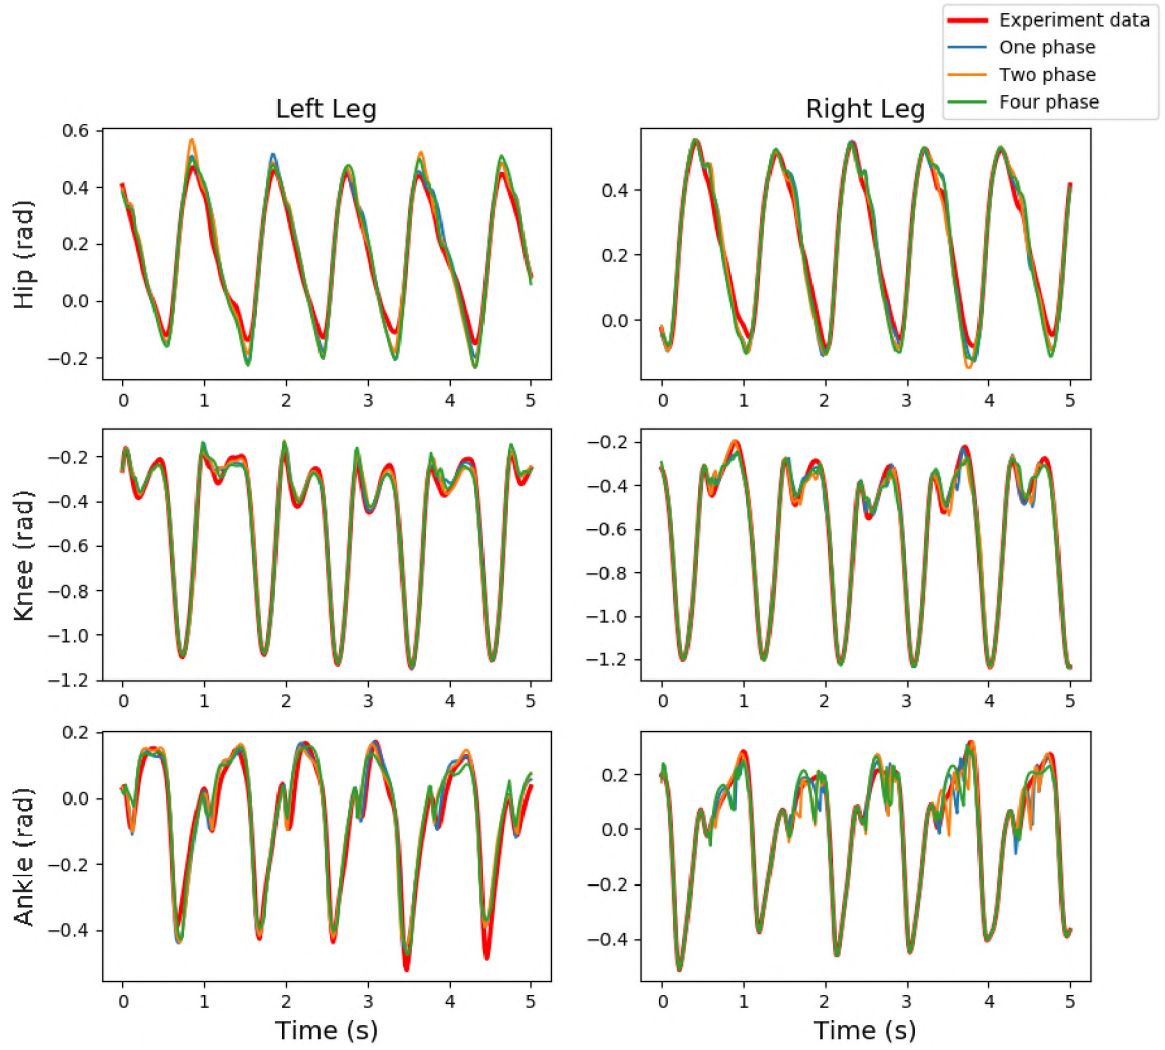 Experiment data
One phase
Two phase
Four phase
Left Leg
Right Leg
Hip (rad)
0.6
0.4
0.2
0.0
−0.2
0 1 2 3 4 5
0.4
0.2
0.0
0 1 2 3 4 5
Knee (rad)
−0.2
−0.4
−0.6
−0.8
−1.0
−1.2
0 1 2 3 4 5
−0.2
−0.4
−0.6
−0.8
−1.0
−1.2
0 1 2 3 4 5
Ankle (rad)
0.2
0.0
−0.2
−0.4
0 1 2 3 4 5
Time (s)
0.2
0.0
−0.2
−0.4
0 1 2 3 4 5
Time (s)